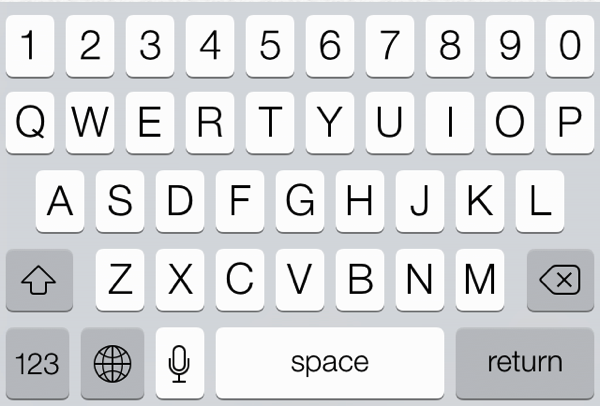 1 2 3 4 5 6 7 8 9 0
Q W E R T Y U I O P
A S D F G H J K L
Z X C V B N M
123 space return